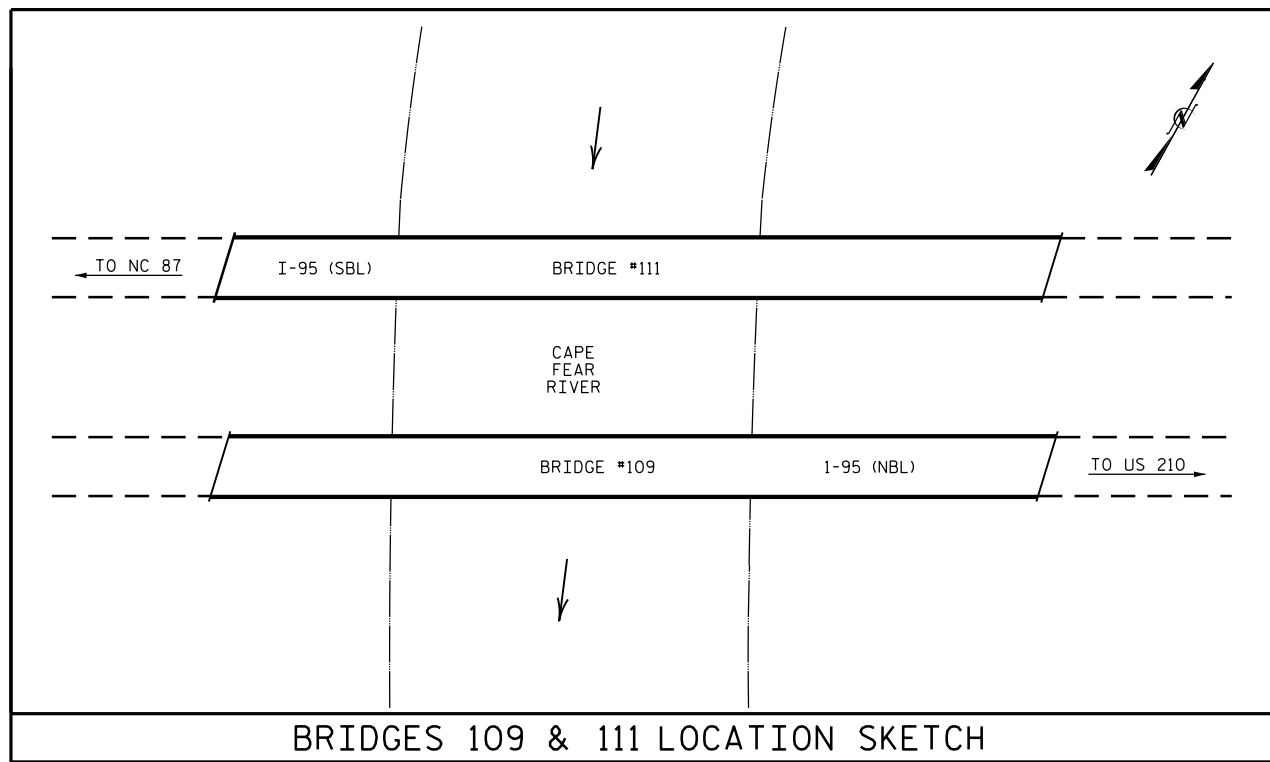 N
TO NC 87
I-95 (SBL)
BRIDGE #111
CAPE
FEAR
RIVER
BRIDGE #109
1-95 (NBL)
TO US 210
BRIDGES 109 & 111 LOCATION SKETCH